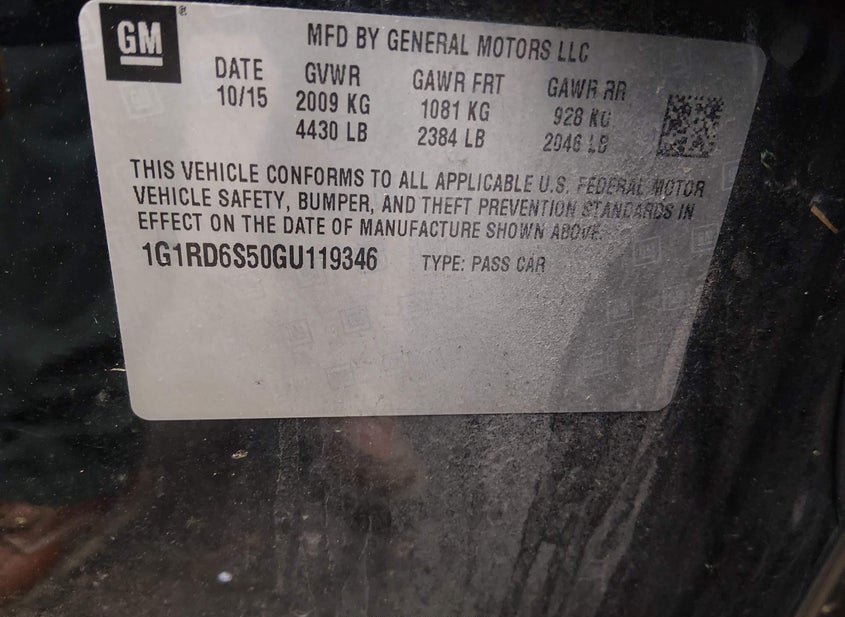 GM
®
MFD BY GENERAL MOTORS LLC
DATE GVWR GAWR FRT GAWR RR
10/15 2009 KG 1081 KG 928 KG
4430 LB 2384 LB 2046 LB
THIS VEHICLE CONFORMS TO ALL APPLICABLE U.S. FEDERAL MOTOR
VEHICLE SAFETY, BUMPER, AND THEFT PREVENTION STANDARDS IN
EFFECT ON THE DATE OF MANUFACTURE SHOWN ABOVE.
1G1RD6S50GU119346 TYPE: PASS CAR